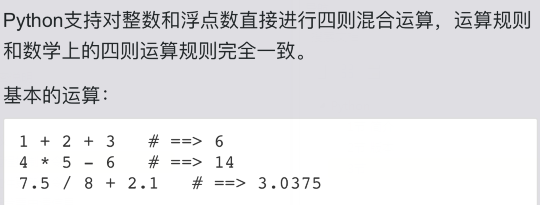 Python支持对整数和浮点数直接进行四则混合运算，运算规则
和数学上的四则运算规则完全一致。
基本的运算：
1 + 2 + 3   # ==> 6
4 * 5 - 6   # ==> 14
7.5 / 8 + 2.1   # ==> 3.0375